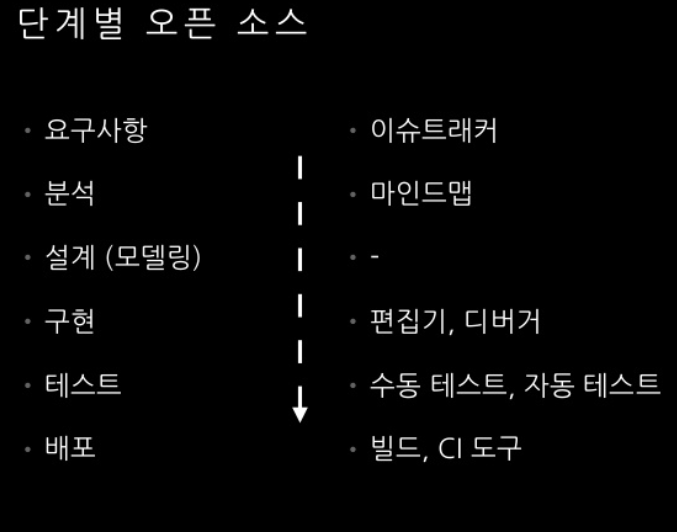 단계별 오픈 소스
• 요구사항
• 분석
• 설계 (모델링)
• 구현
• 테스트
• 배포
• 이슈트래커
• 마인드맵
• -
• 편집기, 디버거
• 수동 테스트, 자동 테스트
• 빌드, CI 도구